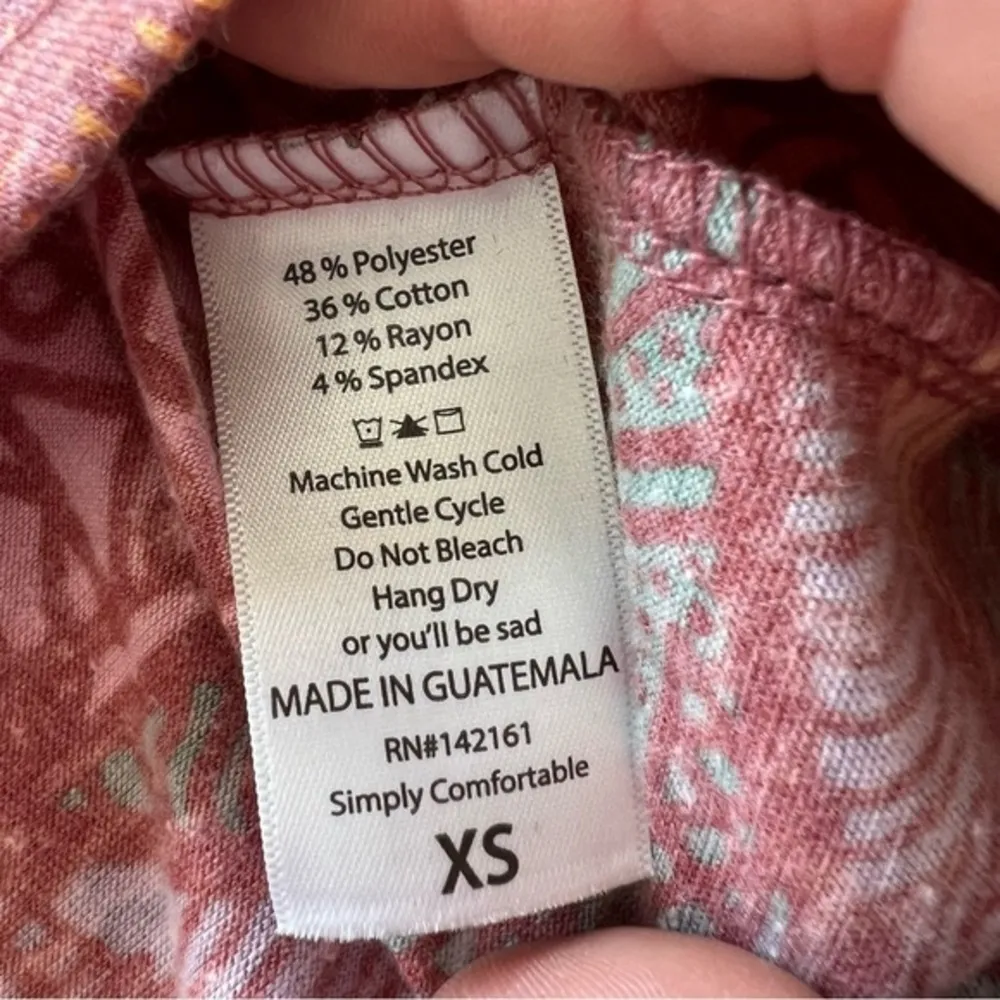 48 % Polyester
36 % Cotton
12 % Rayon
4 % Spandex
Machine Wash Cold
Gentle Cycle
Do Not Bleach
Hang Dry
or you'll be sad
MADE IN GUATEMALA
RN#142161
Simply Comfortable
XS